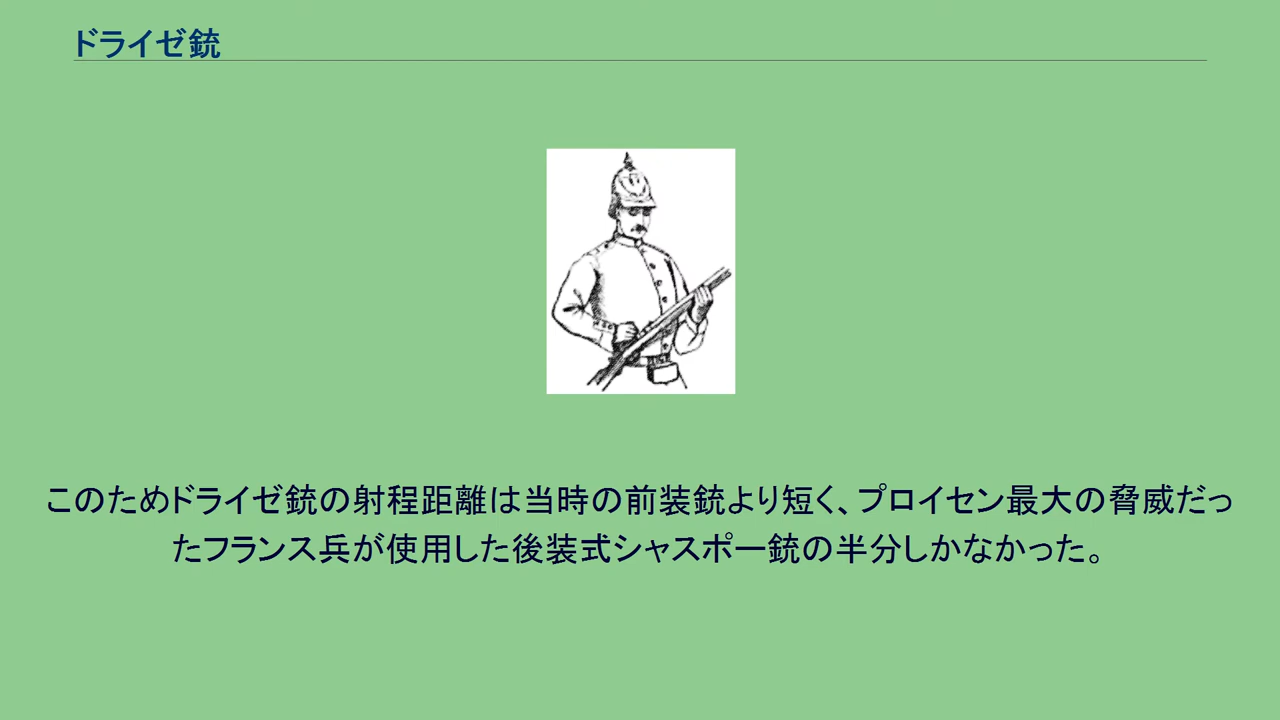 ドライゼ銃
このためドライゼ銃の射程距離は当時の前装銃より短く、プロイセン最大の脅威だっ
たフランス兵が使用した後装式シャスポー銃の半分しかなかった。